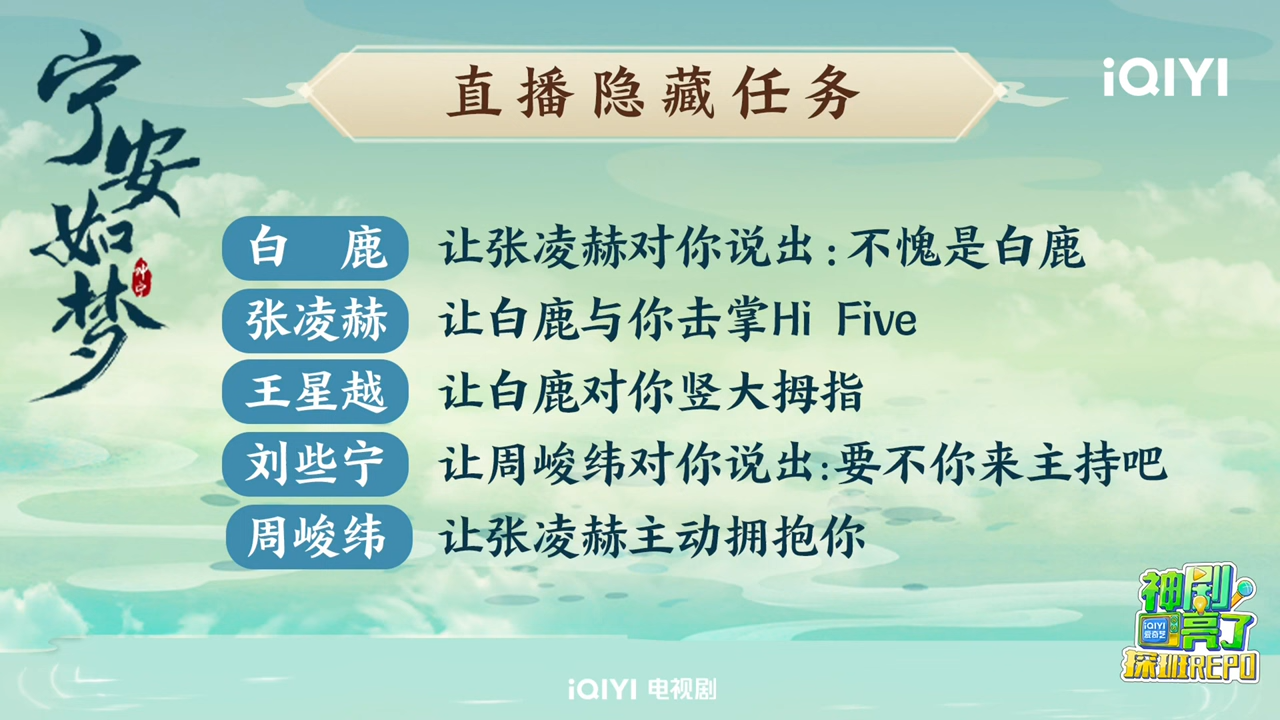 宁安如梦
直播隐藏任务
iQIYI
白鹿 让张凌赫对你说出:不愧是白鹿
张凌赫 让白鹿与你击掌Hi Five
王星越 让白鹿对你竖大拇指
刘些宁 让周峻纬对你说出:要不你来主持吧
周峻纬 让张凌赫主动拥抱你
神剧亮了
iQIYI
爱奇艺
探班REPO
iQIYI 电视剧